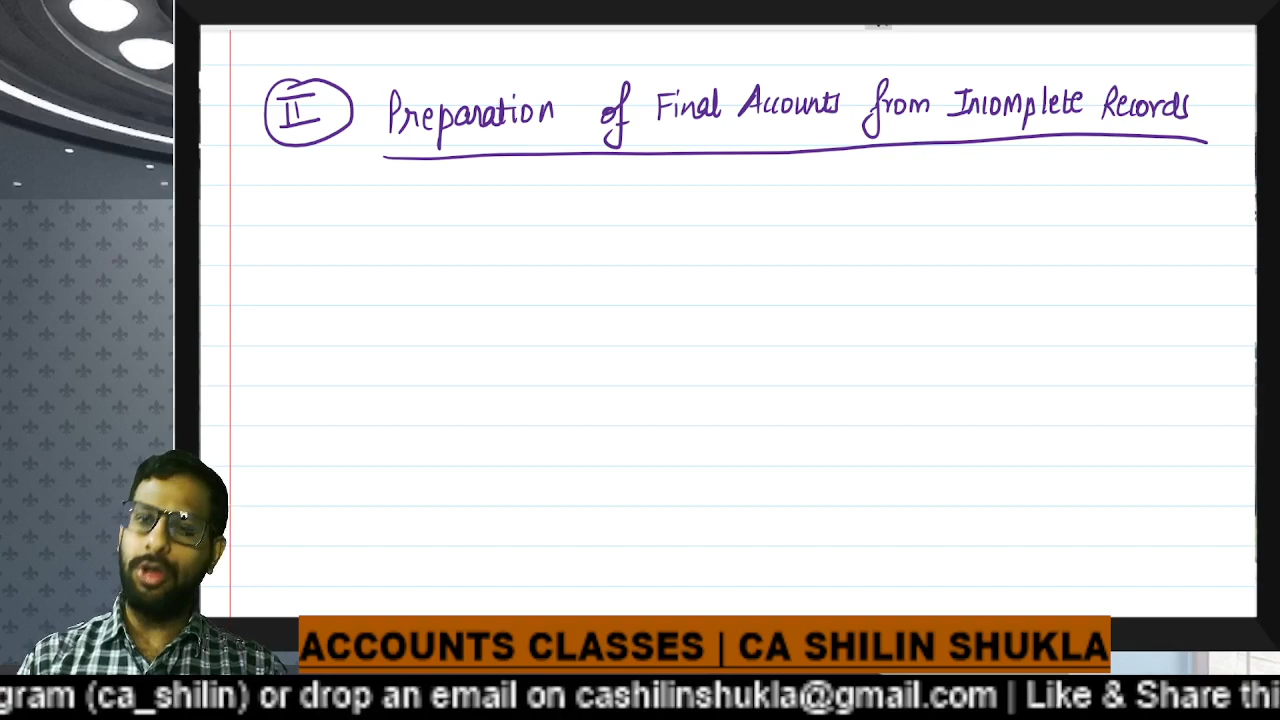 II Preparation of Final Accounts from Incomplete Records
ACCOUNTS CLASSES | CA SHILIN SHUKLA
gram (ca_shilin) or drop an email on cashilinshukla@gmail.com | Like & Share thi